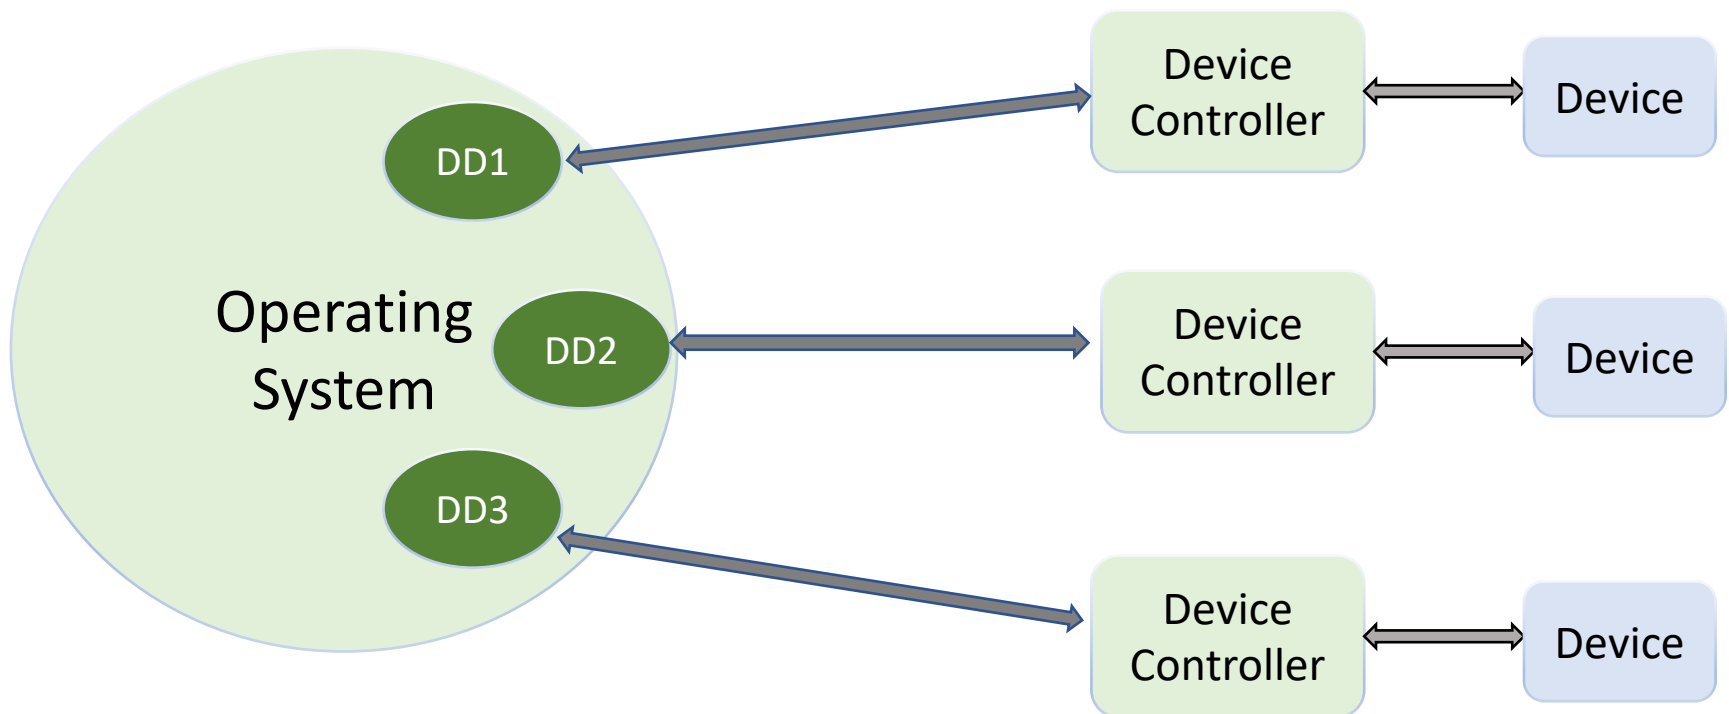 Operating
System
DD1
DD2
DD3
Device
Controller
Device
Device
Controller
Device
Device
Controller
Device